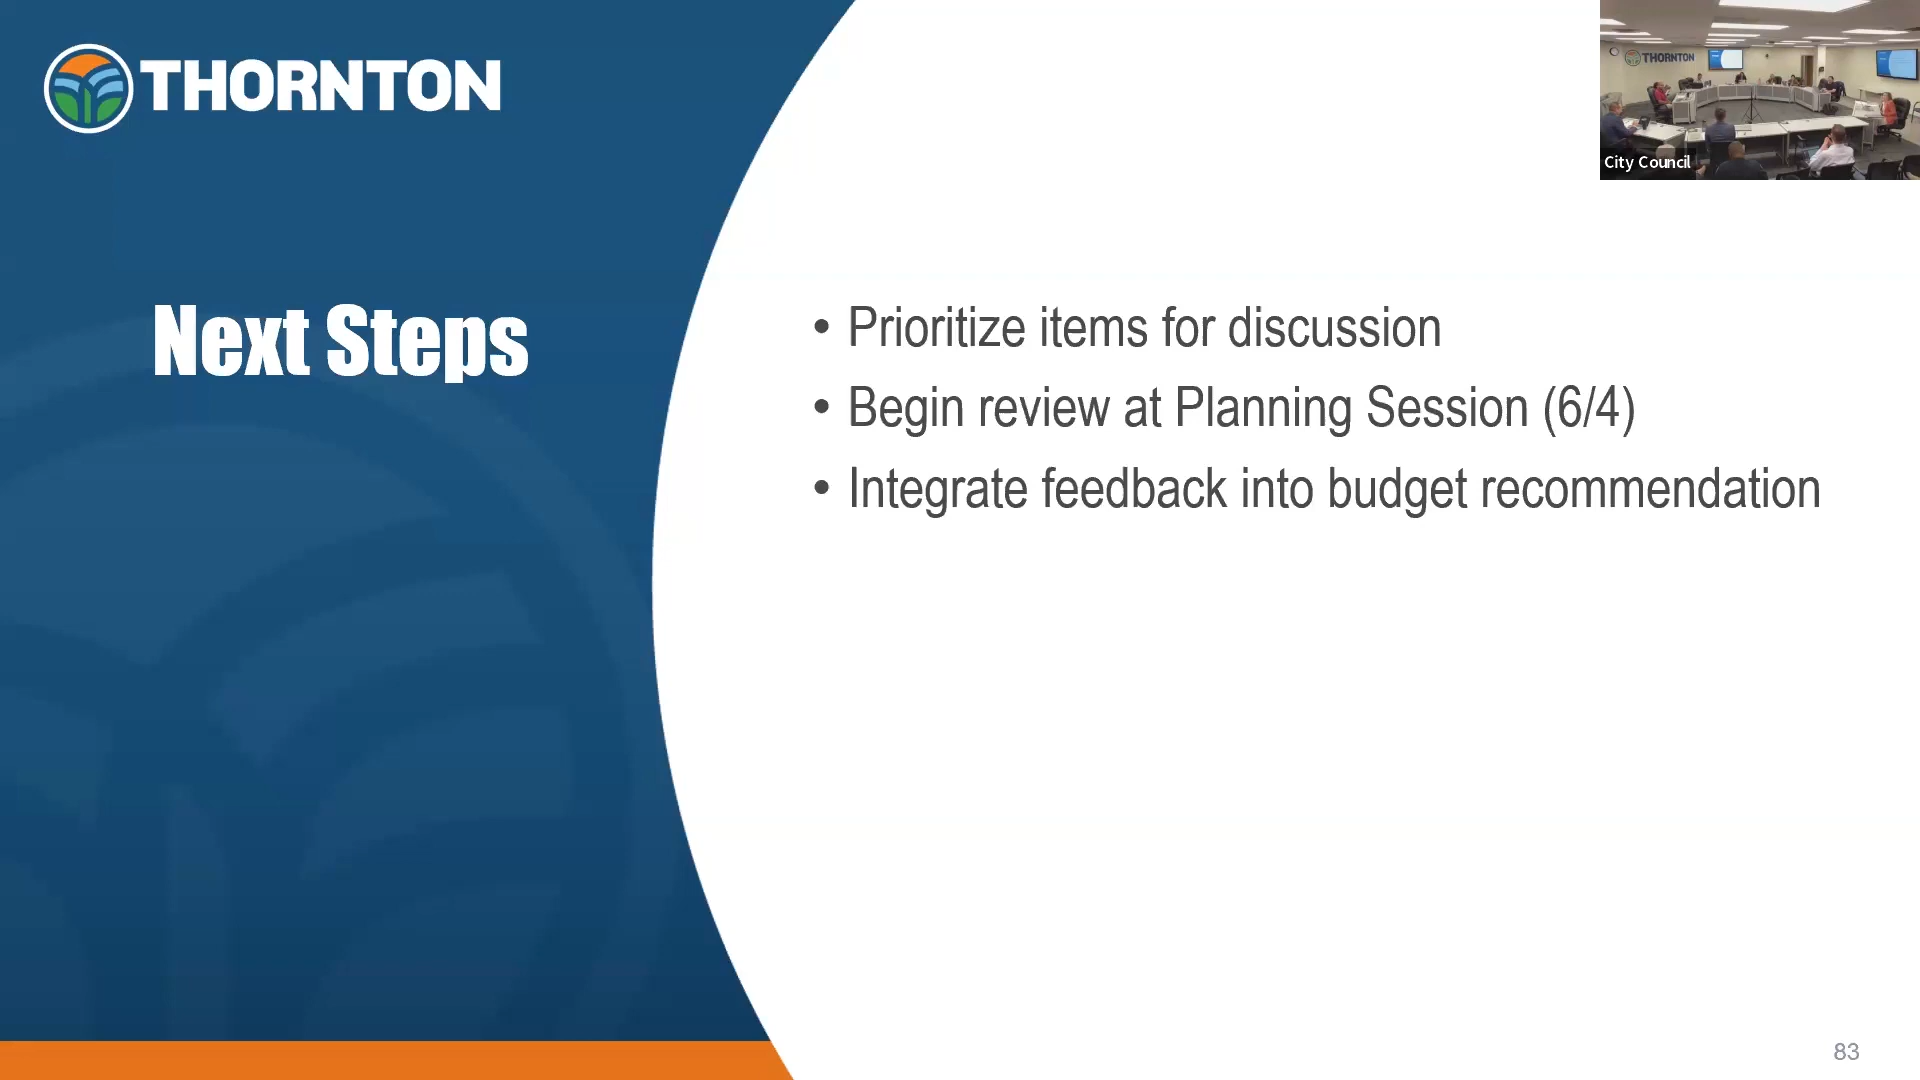 THORNTON
THORNTON
City Council
Next Steps
• Prioritize items for discussion
• Begin review at Planning Session (6/4)
• Integrate feedback into budget recommendation
83